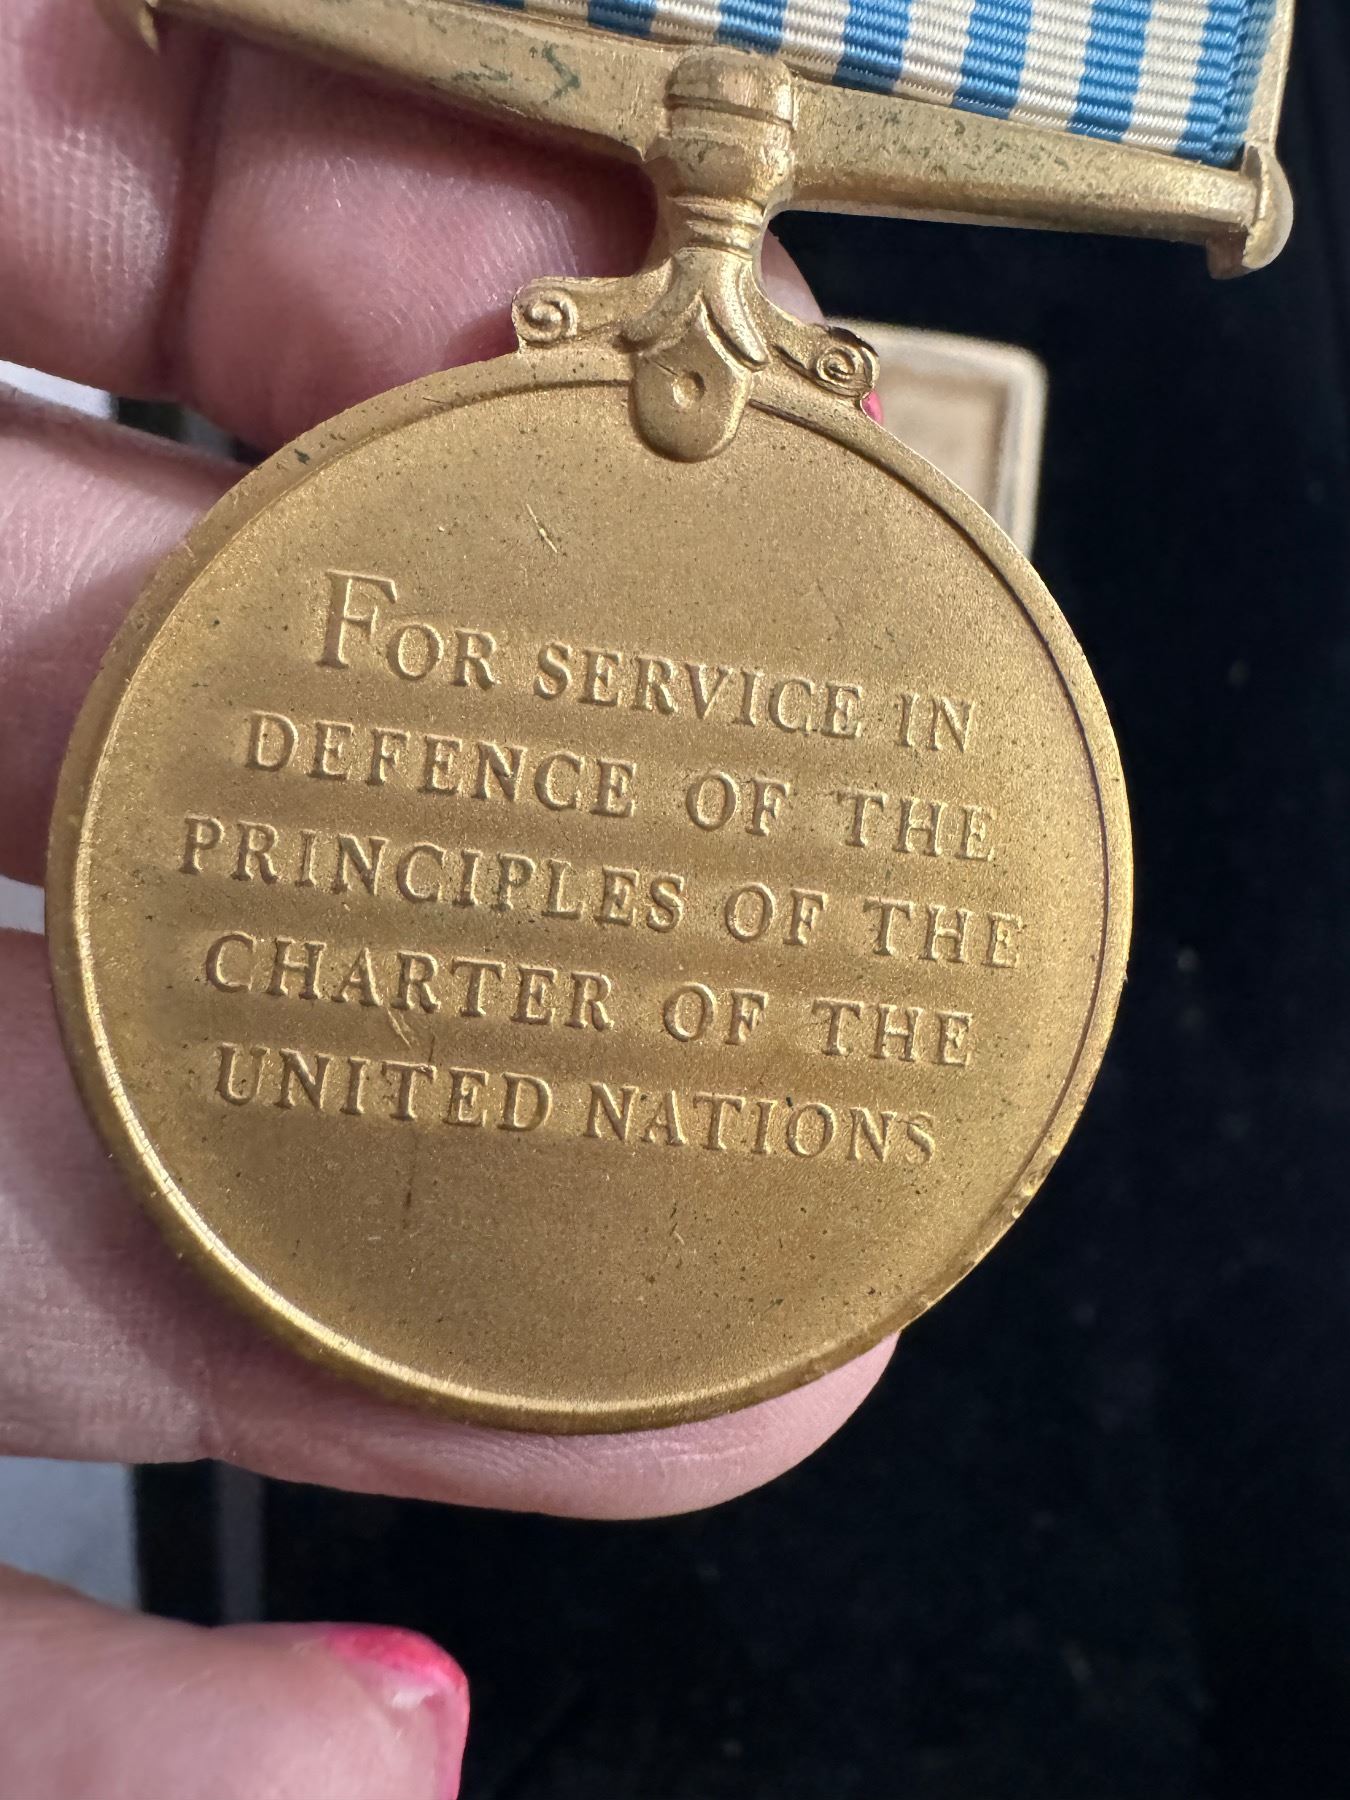 FOR SERVICE IN
DEFENCE OF THE
PRINCIPLES OF THE
CHARTER OF THE
UNITED NATIONS